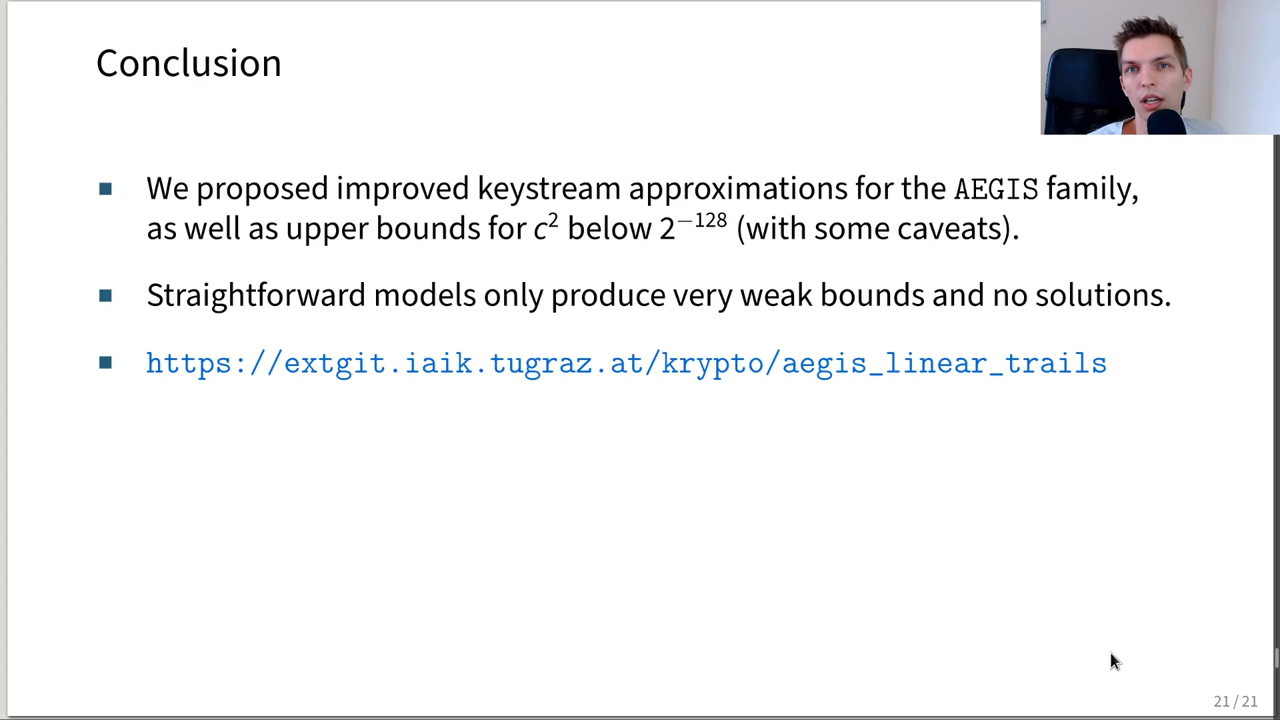 Conclusion
■ We proposed improved keystream approximations for the AEGIS family,
as well as upper bounds for c² below 2⁻¹²⁸ (with some caveats).
■ Straightforward models only produce very weak bounds and no solutions.
■ https://extgit.iaik.tugraz.at/krypto/aegis_linear_trails
21 / 21